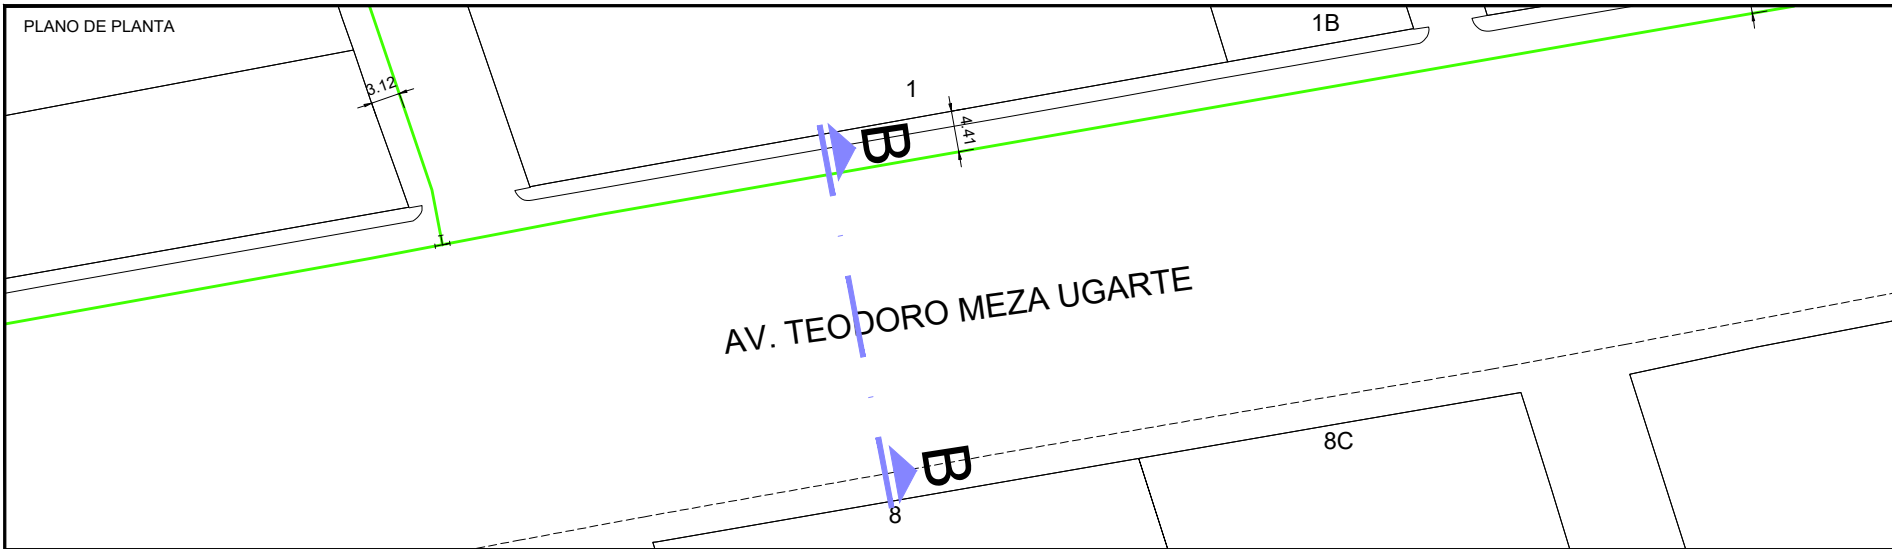 PLANO DE PLANTA
1B
3.12
1
4.41
B
AV. TEODORO MEZA UGARTE
B
8C
8